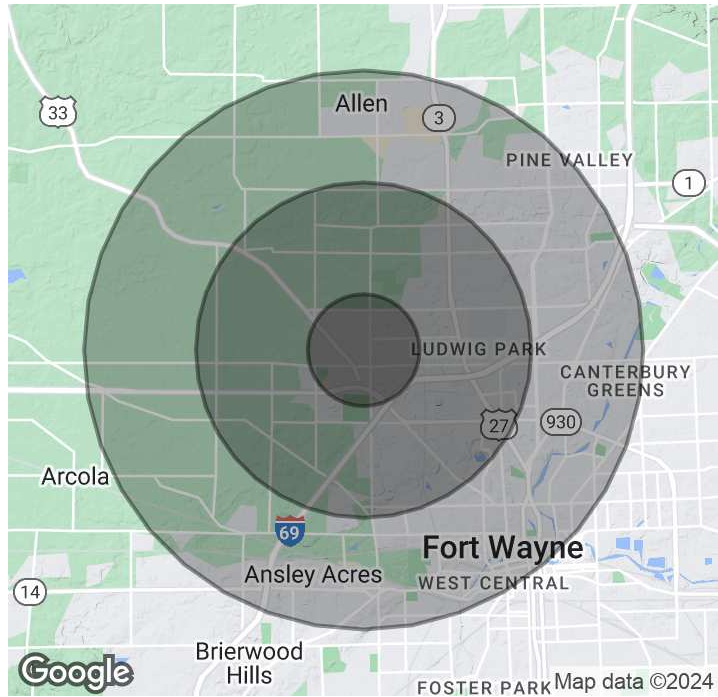 Allen
33
3
PINE VALLEY
1
LUDWIG PARK
CANTERBURY
GREENS
27
930
Arcola
69
Fort Wayne
Ansley Acres
WEST CENTRAL
14
Brierwood
Hills
Google
FOSTER PARK
Map data ©2024